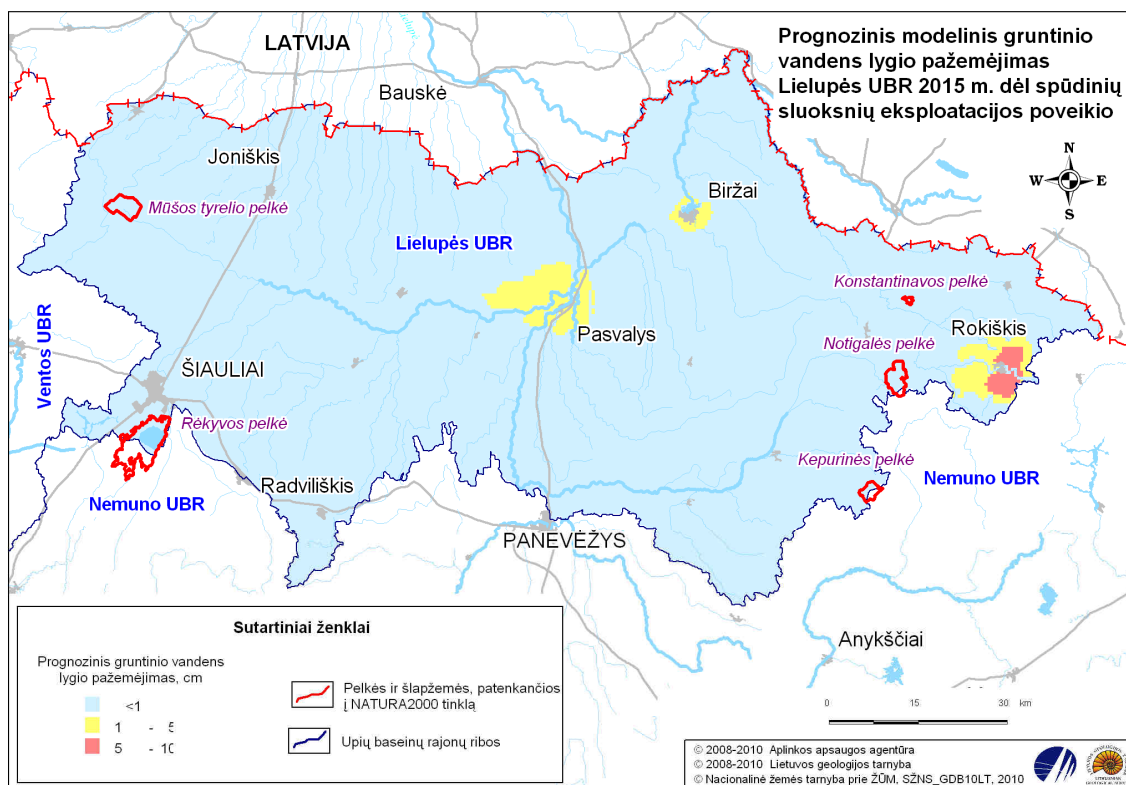 Prognozinis modelinis gruntinio
vandens lygio pažemėjimas
Lielupės UBR 2015 m. dėl spūdinių
sluoksnių eksploatacijos poveikio
LATVIJA
Lielupė
Bauskė
Joniškis
N
W
E
S
Biržai
Mūšos tyrelio pelkė
Lielupės UBR
Konstantinavos pelkė
Ventos UBR
Pasvalys
Rokiškis
Notigalės pelkė
ŠIAULIAI
Rėkyvos pelkė
Kepurinės pelkė
Radviliškis
Nemuno UBR
Nemuno UBR
PANEVĖŽYS
Anykščiai
Sutartiniai ženklai
Prognozinis gruntinio vandens
lygio pažemėjimas, cm
<1
1 - 5
5 - 10
Pelkės ir šlapžemės, patenkančios
į NATURA2000 tinklą
Upių baseinų rajonų ribos
0 15 30 km
© 2008-2010 Aplinkos apsaugos agentūra
© 2008-2010 Lietuvos geologijos tarnyba
© Nacionalinė žemės tarnyba prie ŽŪM, SŽNS_GDB10LT, 2010